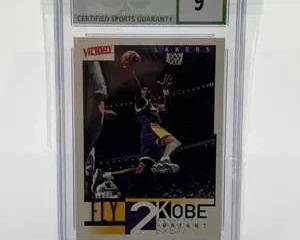 9
CERTIFIED SPORTS GUARANTY
VICTORY
LAKERS
FLY
2
KOBE
BRYANT